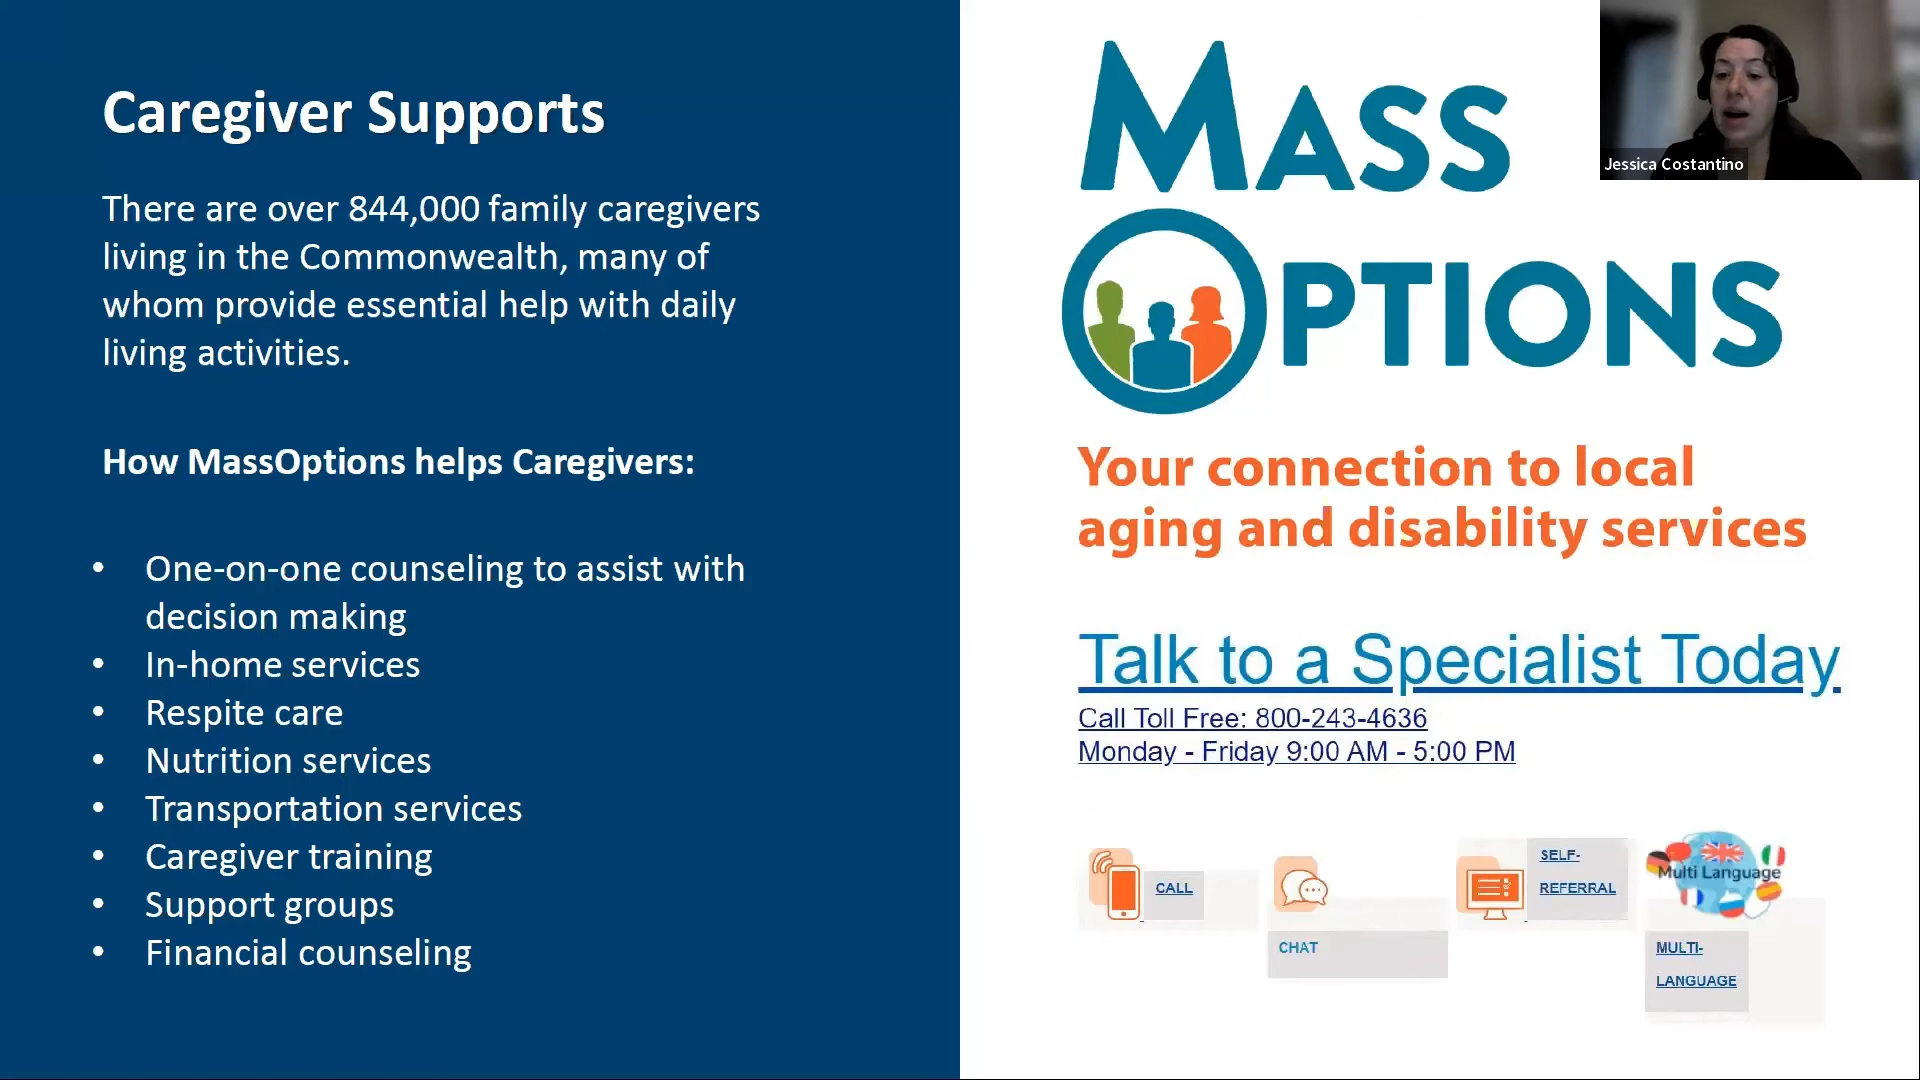 Caregiver Supports
There are over 844,000 family caregivers
living in the Commonwealth, many of
whom provide essential help with daily
living activities.
How MassOptions helps Caregivers:
• One-on-one counseling to assist with
decision making
• In-home services
• Respite care
• Nutrition services
• Transportation services
• Caregiver training
• Support groups
• Financial counseling
MASS
OPTIONS
Your connection to local
aging and disability services
Talk to a Specialist Today
Call Toll Free: 800-243-4636
Monday - Friday 9:00 AM - 5:00 PM
CALL
CHAT
SELF-
REFERRAL
Multi Language
MULTI-
LANGUAGE
Jessica Costantino